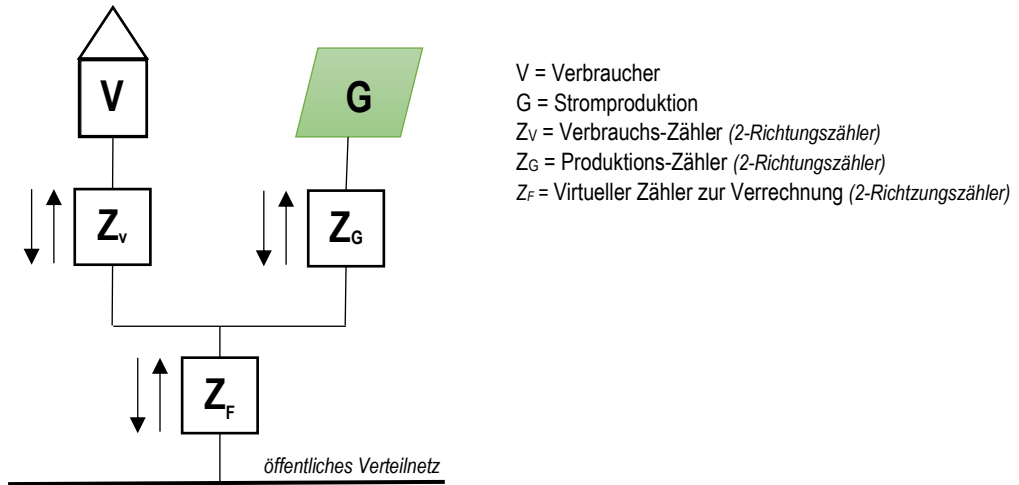 V
G
V = Verbraucher
G = Stromproduktion
ZV = Verbrauchs-Zähler (2-Richtungszähler)
ZG = Produktions-Zähler (2-Richtungszähler)
ZF = Virtueller Zähler zur Verrechnung (2-Richtzungszähler)
Zv
ZG
ZF
öffentliches Verteilnetz